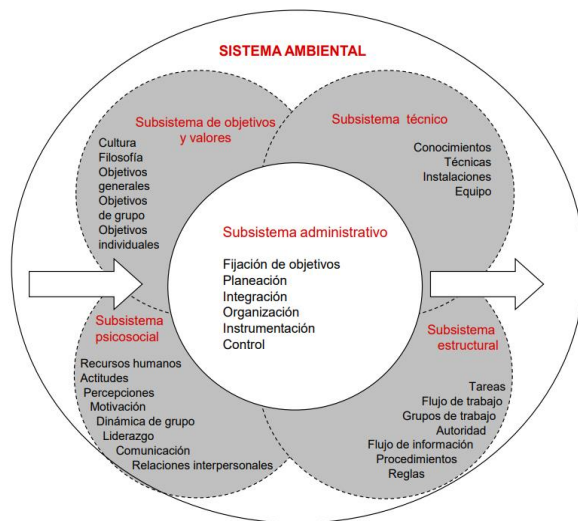 SISTEMA AMBIENTAL
Subsistema de objetivos
y valores
Cultura
Filosofía
Objetivos
generales
Objetivos
de grupo
Objetivos
individuales
Subsistema técnico
Conocimientos
Técnicas
Instalaciones
Equipo
Subsistema administrativo
Fijación de objetivos
Planeación
Integración
Organización
Instrumentación
Control
Subsistema
psicosocial
Recursos humanos
Actitudes
Percepciones
Motivación
Dinámica de grupo
Liderazgo
Comunicación
Relaciones interpersonales
Subsistema
estructural
Tareas
Flujo de trabajo
Grupos de trabajo
Autoridad
Flujo de información
Procedimientos
Reglas